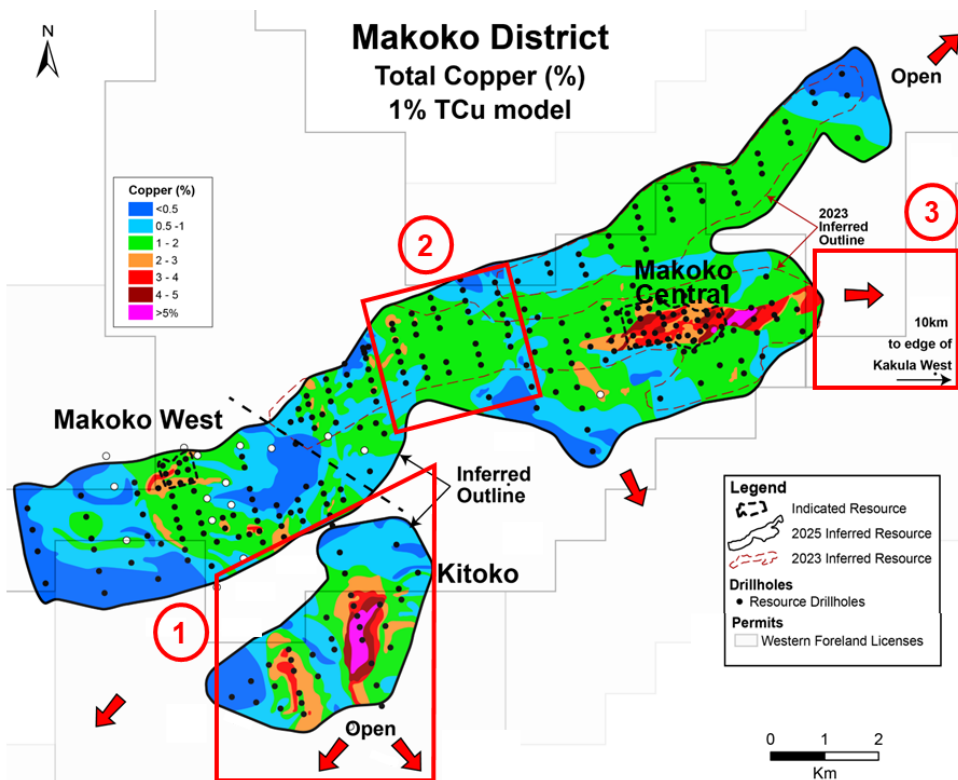 N
Makoko District
Total Copper (%)
1% TCu model
Open
Copper (%)
<0.5
0.5 -1
1 - 2
2 - 3
3 - 4
4 - 5
>5%
2
3
2023
Inferred
Outline
Makoko
Central
10km
to edge of
Kakula West
Makoko West
Inferred
Outline
Kitoko
1
Open
Legend
Indicated Resource
2025 Inferred Resource
2023 Inferred Resource
Drillholes
Resource Drillholes
Permits
Western Foreland Licenses
0 1 2
Km